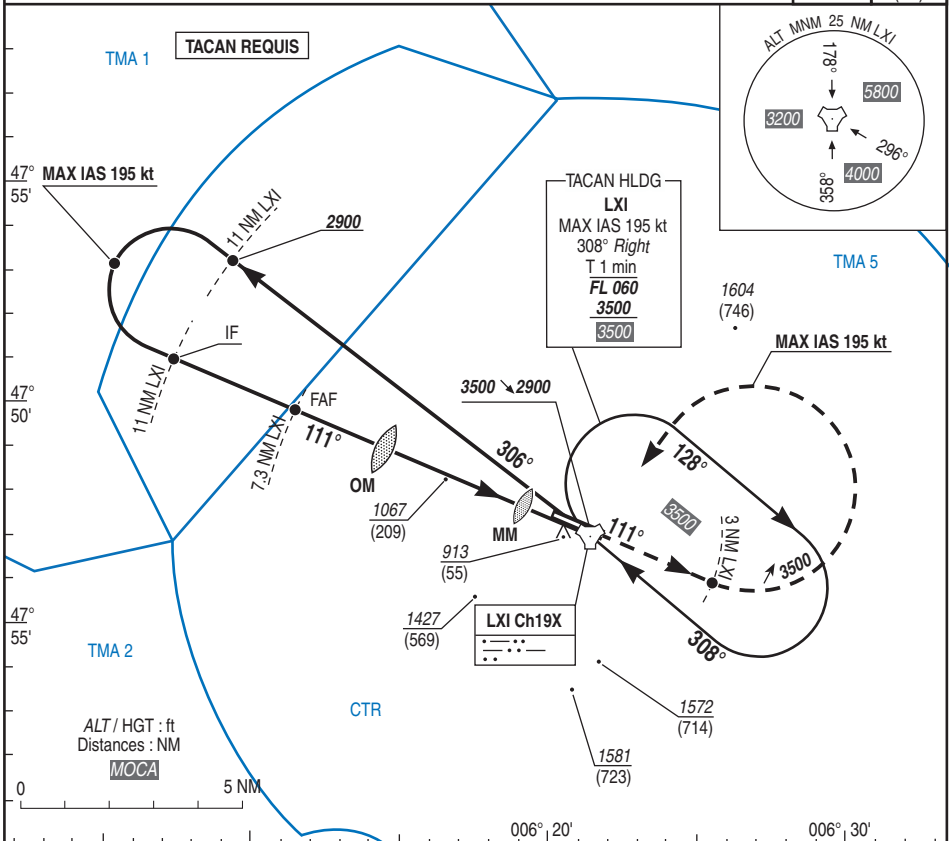 TMA 1
TACAN REQUIS
ALT MNM 25 NM LXI
178°
5800
3200
296°
4000
358°
47°
55'
MAX IAS 195 kt
11 NM LXI
2900
TACAN HLDG
LXI
MAX IAS 195 kt
308° Right
T 1 min
FL 060
3500
3500
TMA 5
1604
(746)
MAX IAS 195 kt
IF
11 NM LXI
47°
50'
FAF
111°
7.3 NM LXI
3500 ↘ 2900
306°
128°
OM
1067
(209)
MM
913
(55)
111°
3500
3 NM LXI
3500
1427
(569)
LXI Ch19X
308°
47°
55'
TMA 2
CTR
1572
(714)
1581
(723)
ALT / HGT : ft
Distances : NM
MOCA
0
5 NM
006° 20'
006° 30'